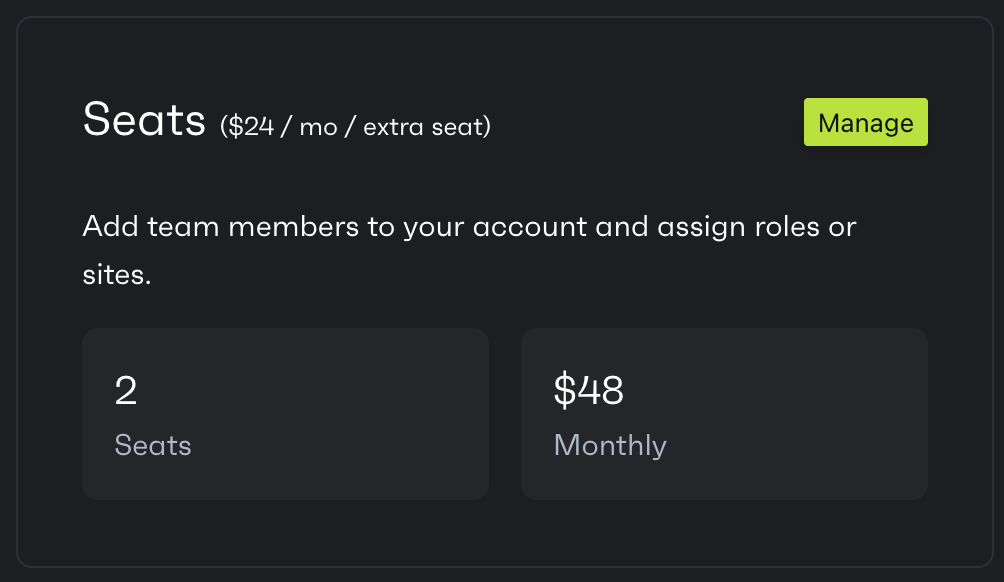 Seats ($24 / mo / extra seat)
Manage
Add team members to your account and assign roles or
sites.
2
Seats
$48
Monthly